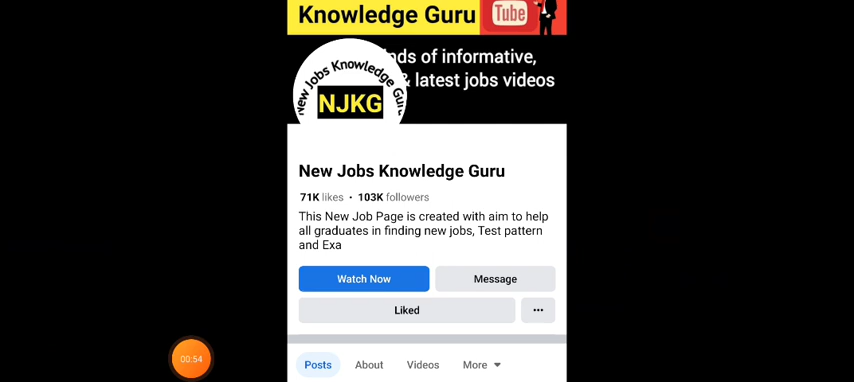 Knowledge Guru
Tube
nds of informative,
& latest jobs videos
New Jobs Knowledge Guru
NJKG
New Jobs Knowledge Guru
71K likes • 103K followers
This New Job Page is created with aim to help
all graduates in finding new jobs, Test pattern
and Exa
Watch Now
Message
Liked
...
00:54
Posts
About
Videos
More